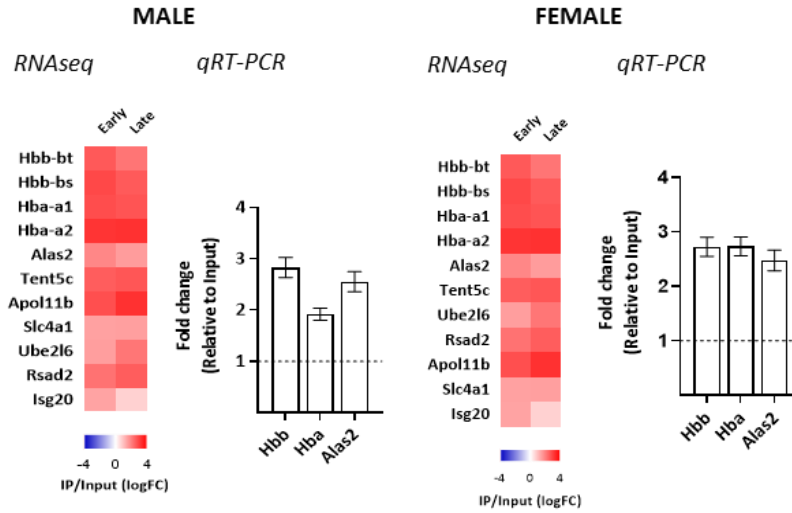 MALE
RNAseq
qRT-PCR
Early
Late
Hbb-bt
Hbb-bs
Hba-a1
Hba-a2
Alas2
Tent5c
Apol11b
Slc4a1
Ube2l6
Rsad2
Isg20
-4
0
4
IP/Input (logFC)
Fold change
(Relative to Input)
4
3
2
1
Hbb
Hba
Alas2
FEMALE
RNAseq
qRT-PCR
Early
Late
Hbb-bt
Hbb-bs
Hba-a1
Hba-a2
Alas2
Tent5c
Ube2l6
Rsad2
Apol11b
Slc4a1
Isg20
-4
0
4
IP/Input (logFC)
Fold change
(Relative to Input)
4
3
2
1
Hbb
Hba
Alas2